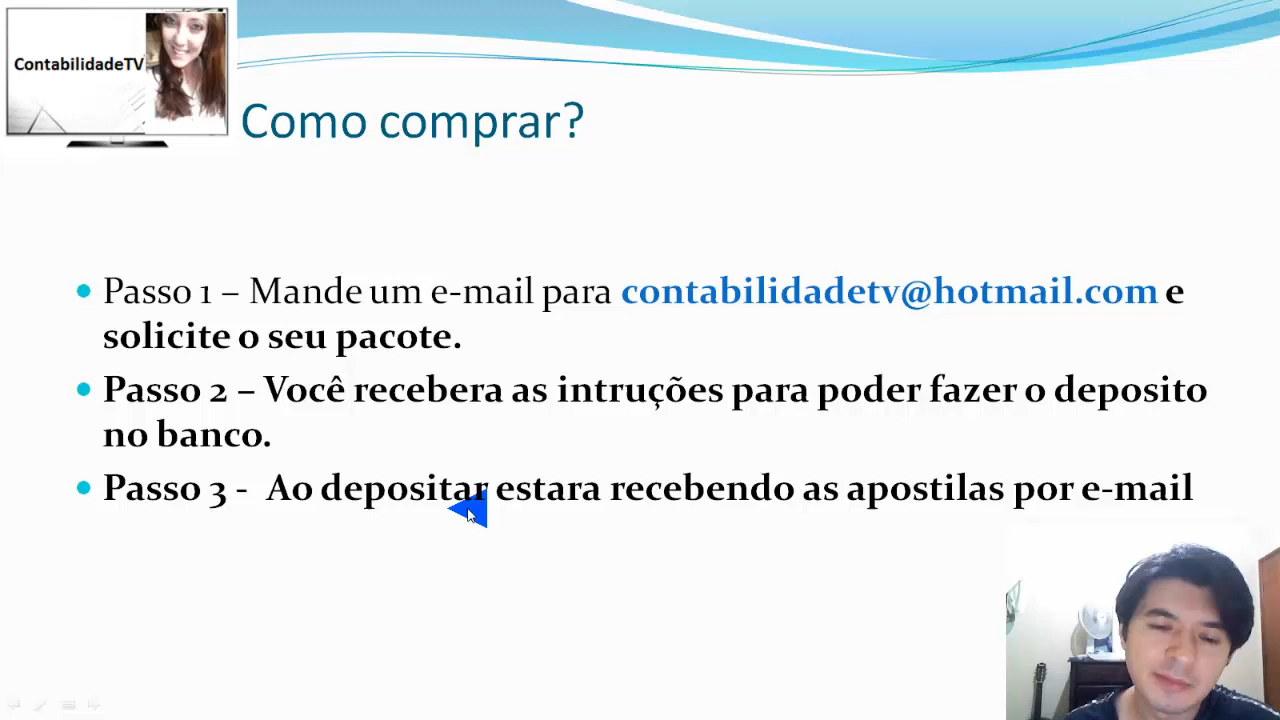 ContabilidadeTV
Como comprar?
Passo 1 – Mande um e-mail para contabilidadetv@hotmail.com e
solicite o seu pacote.
Passo 2 – Você recebera as intruções para poder fazer o deposito
no banco.
Passo 3 - Ao depositar estara recebendo as apostilas por e-mail